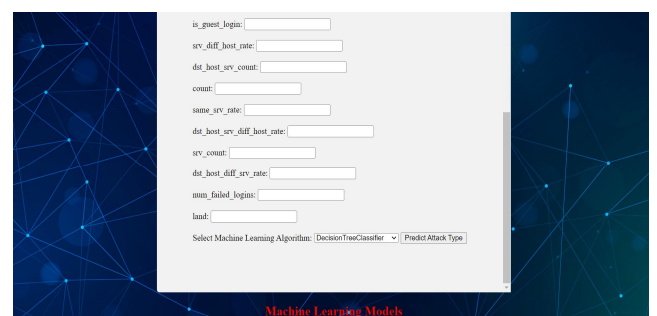 is_guest_login:
srv_diff_host_rate:
dst_host_srv_count:
count:
same_srv_rate:
dst_host_srv_diff_host_rate:
srv_count:
dst_host_diff_srv_rate:
num_failed_logins:
land:
Select Machine Learning Algorithm: DecisionTreeClassifier Predict Attack Type
Machine Learning Models